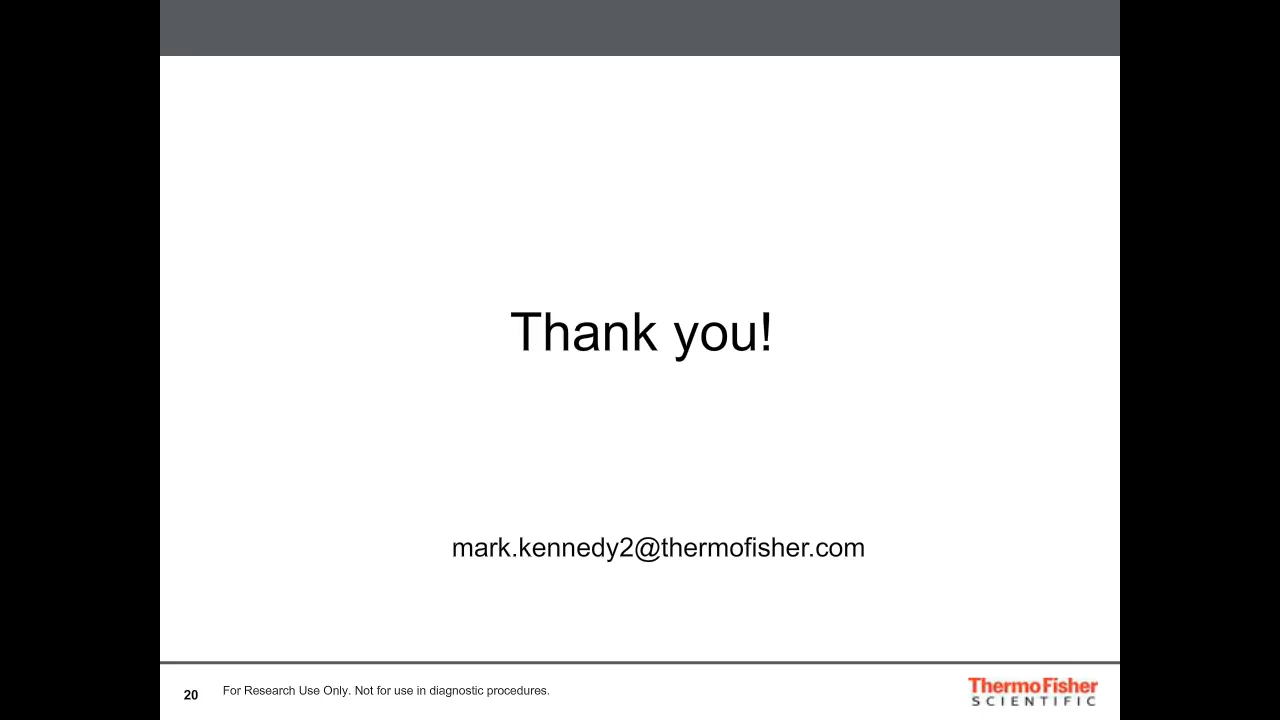 Thank you!
mark.kennedy2@thermofisher.com
20
For Research Use Only. Not for use in diagnostic procedures.
ThermoFisher
SCIENTIFIC